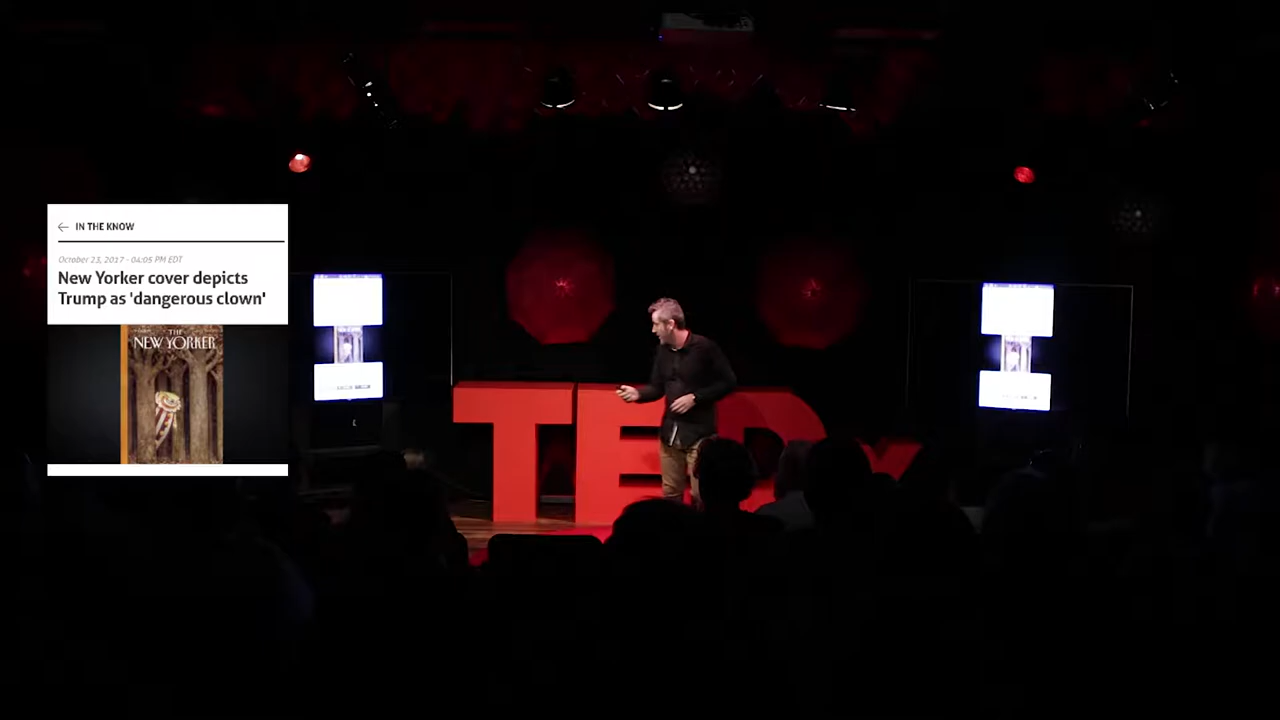 IN THE KNOW
October 23, 2017 - 04:05 PM EDT
New Yorker cover depicts
Trump as 'dangerous clown'
THE
NEW YORKER
TEDx